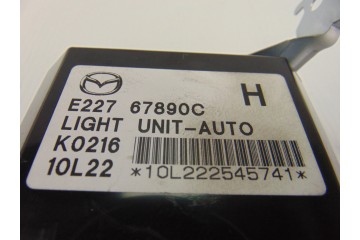 E227 67890C H
LIGHT UNIT-AUTO
K0216
10L22 *10L222545741*